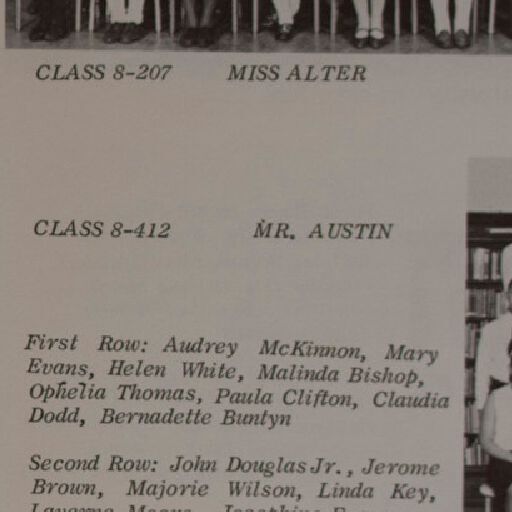 CLASS 8-207 MISS ALTER
CLASS 8-412 MR. AUSTIN
First Row: Audrey McKinnon, Mary
Evans, Helen White, Malinda Bishop,
Ophelia Thomas, Paula Clifton, Claudia
Dodd, Bernadette Buntyn
Second Row: John Douglas Jr., Jerome
Brown, Majorie Wilson, Linda Key,